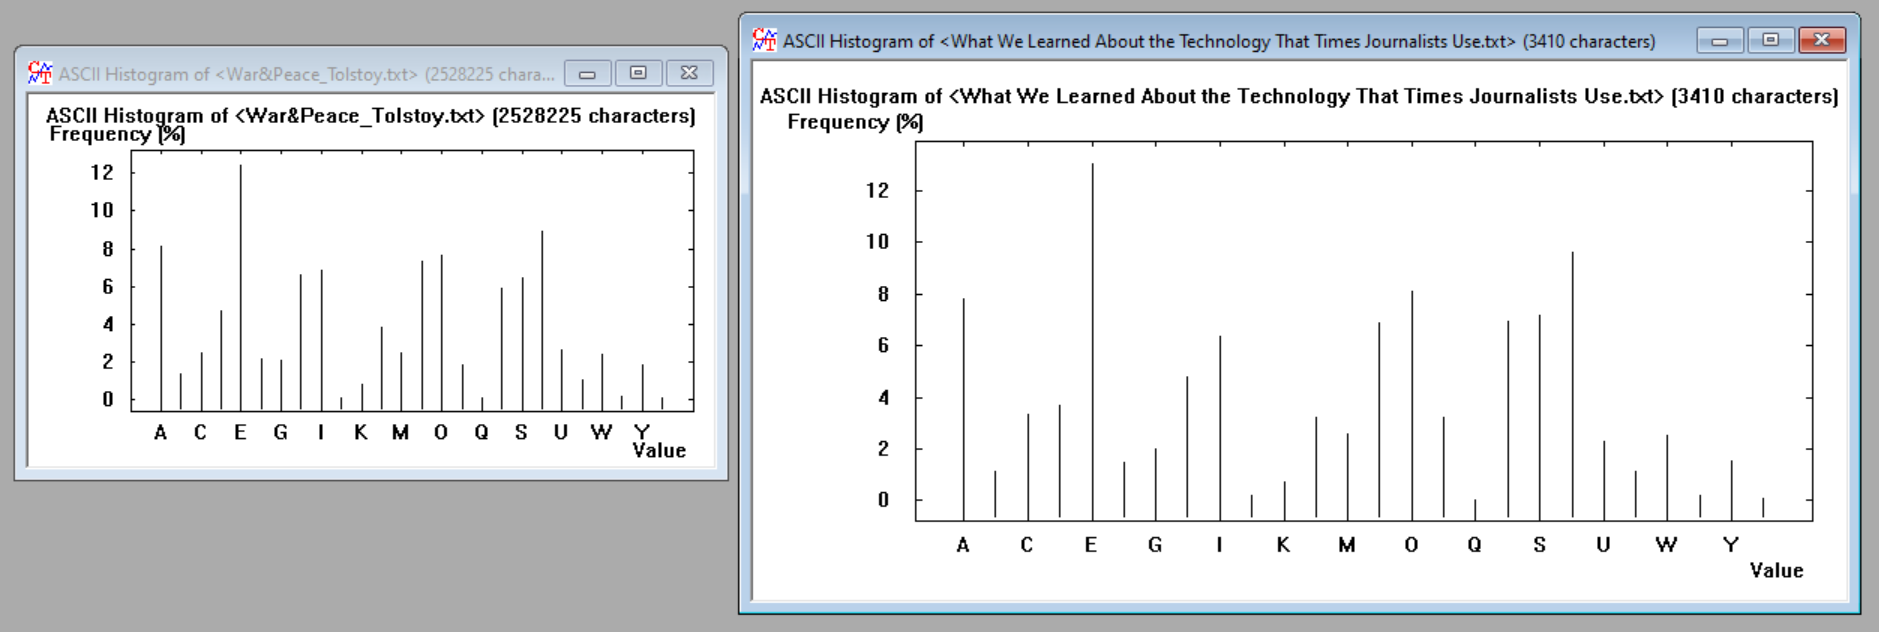 ASCII Histogram of <War&Peace_Tolstoy.txt> (2528225 chara...
ASCII Histogram of <War&Peace_Tolstoy.txt> (2528225 characters)
Frequency (%)
12
10
8
6
4
2
0
A C E G I K M O Q S U W Y
Value
ASCII Histogram of <What We Learned About the Technology That Times Journalists Use.txt> (3410 characters)
ASCII Histogram of <What We Learned About the Technology That Times Journalists Use.txt> (3410 characters)
Frequency (%)
12
10
8
6
4
2
0
A C E G I K M O Q S U W Y
Value